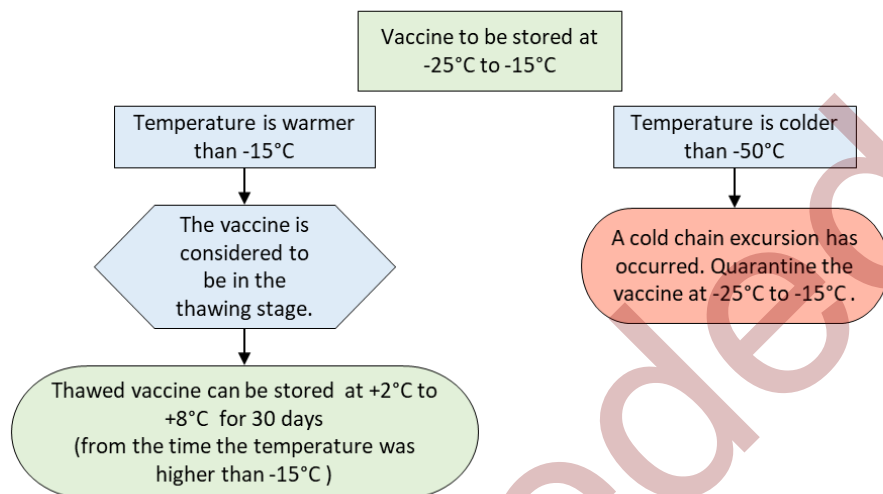 Vaccine to be stored at
-25°C to -15°C
Temperature is warmer
than -15°C
Temperature is colder
than -50°C
The vaccine is
considered to
be in the
thawing stage.
A cold chain excursion has
occurred. Quarantine the
vaccine at -25°C to -15°C .
Thawed vaccine can be stored at +2°C to
+8°C for 30 days
(from the time the temperature was
higher than -15°C )